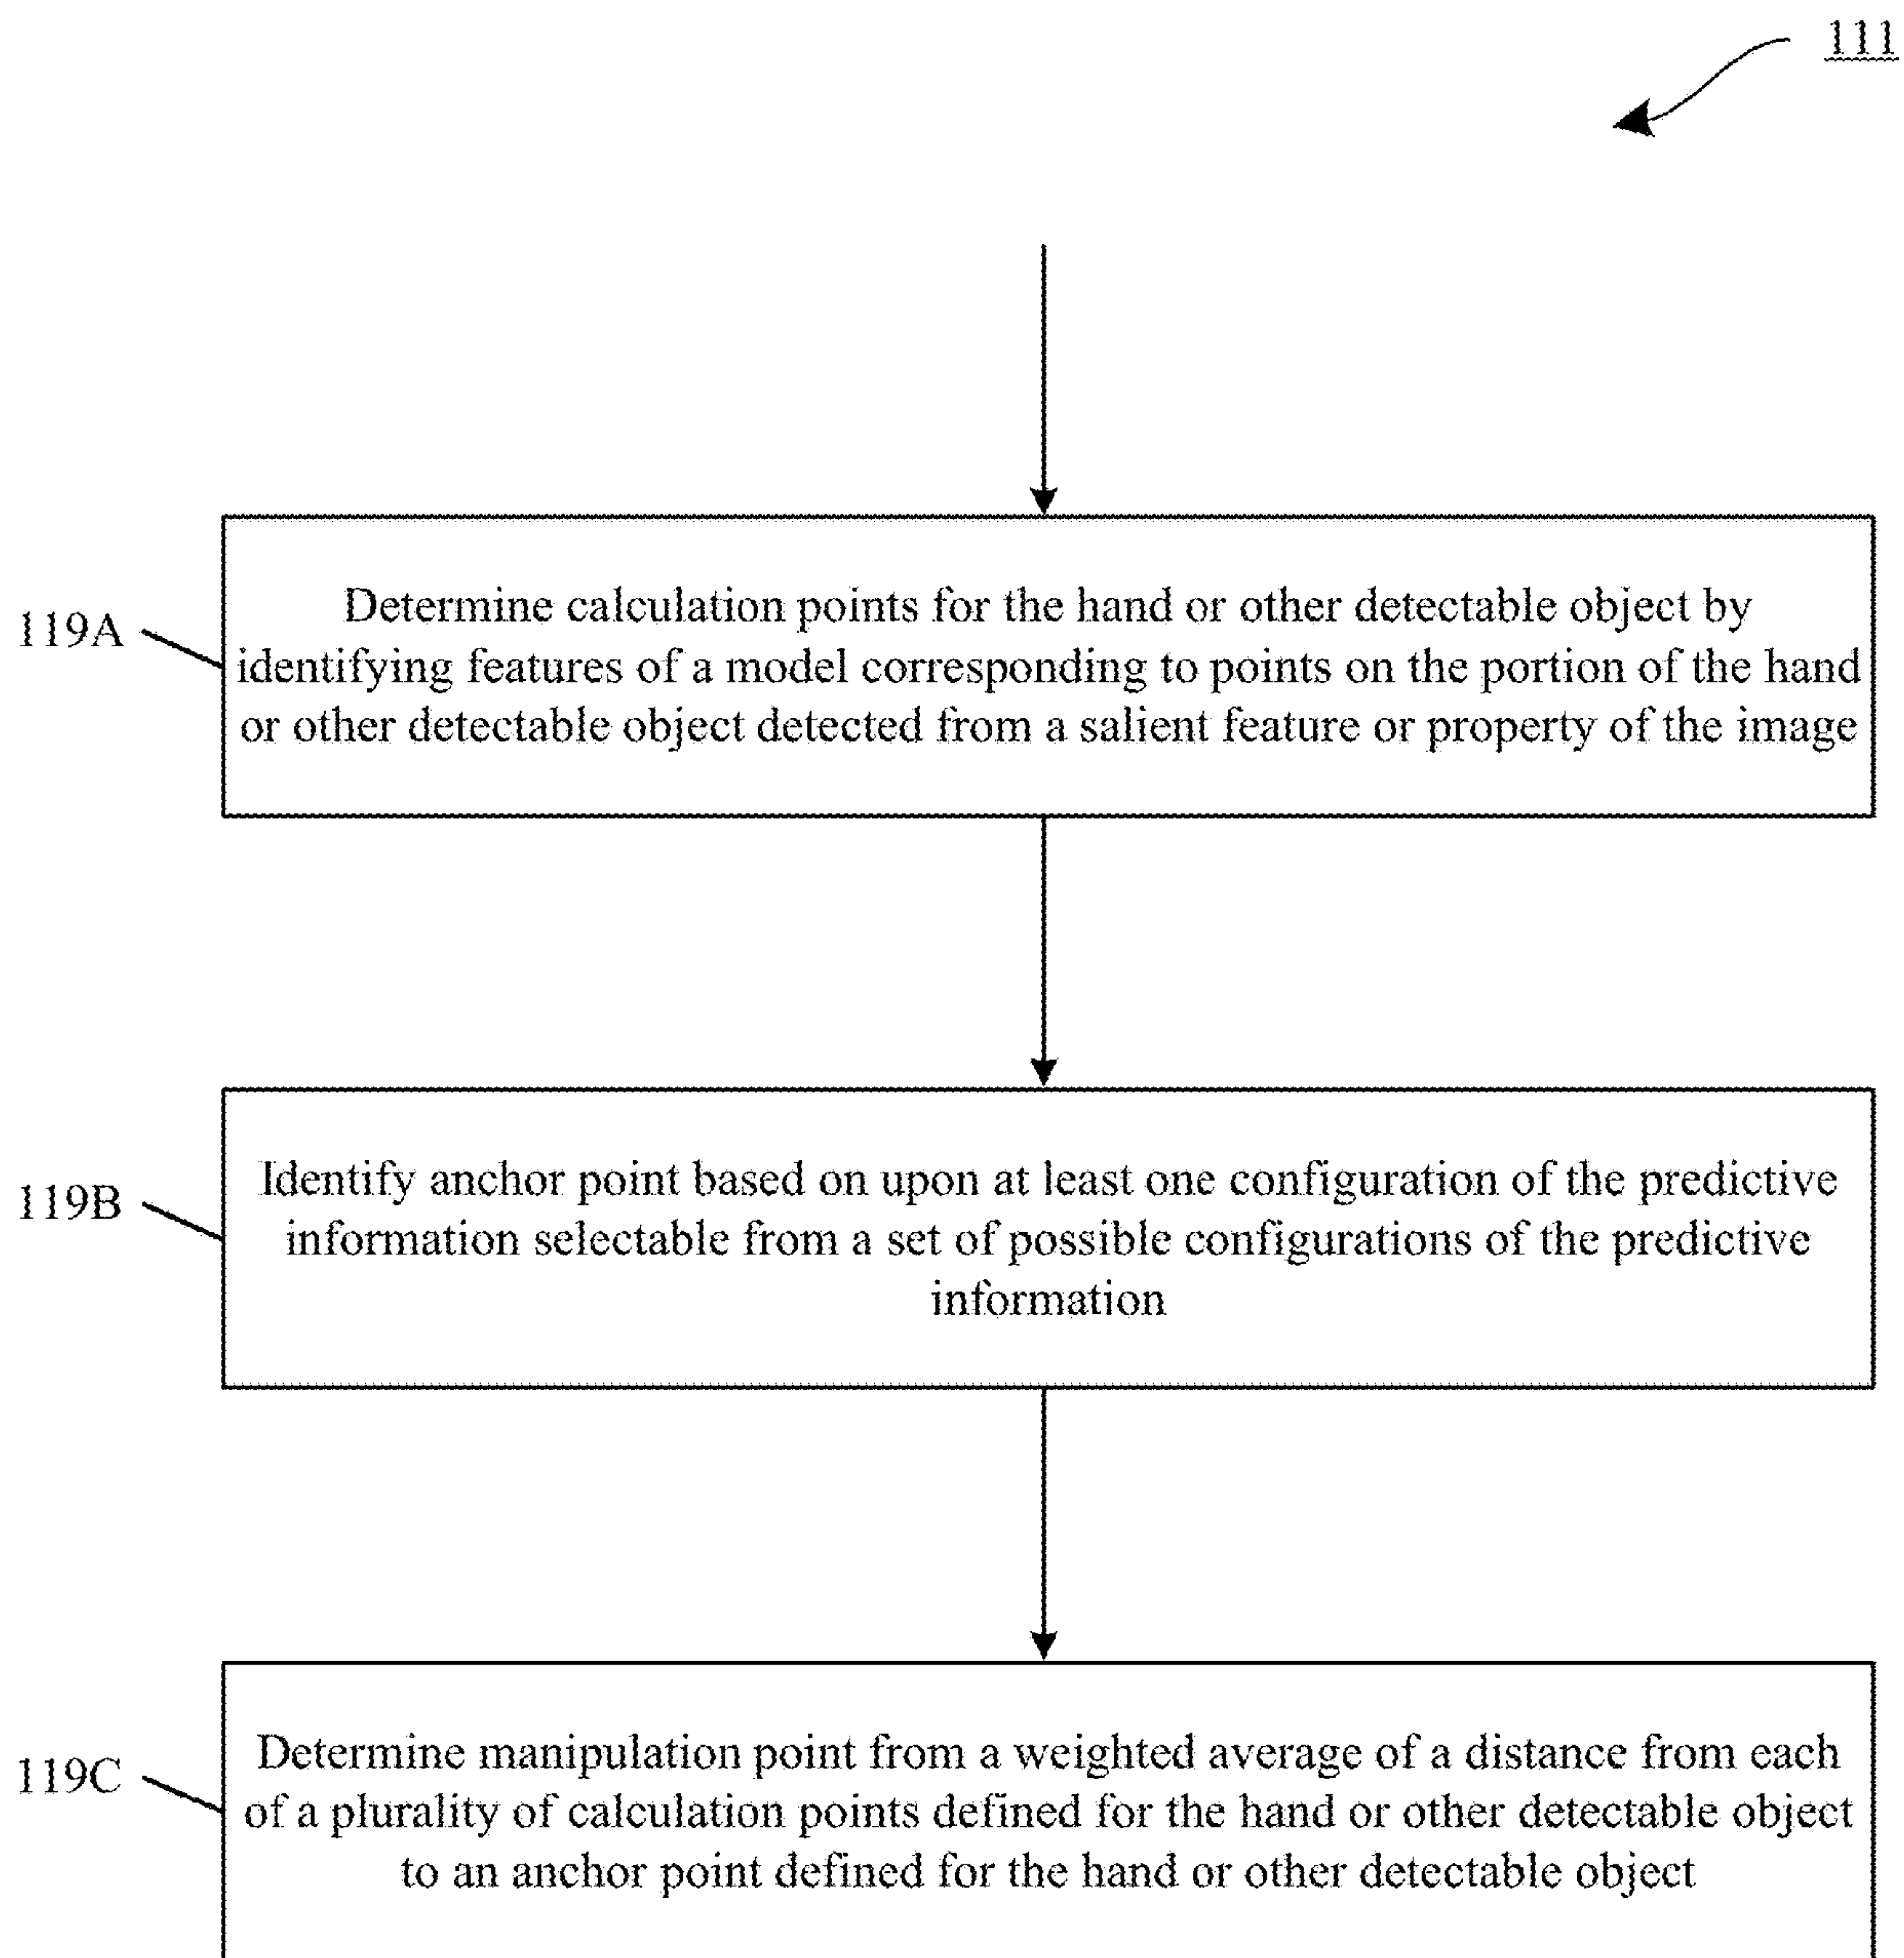 111
119A
Determine calculation points for the hand or other detectable object by
identifying features of a model corresponding to points on the portion of the hand
or other detectable object detected from a salient feature or property of the image
119B
Identify anchor point based on upon at least one configuration of the predictive
information selectable from a set of possible configurations of the predictive
information
119C
Determine manipulation point from a weighted average of a distance from each
of a plurality of calculation points defined for the hand or other detectable object
to an anchor point defined for the hand or other detectable object